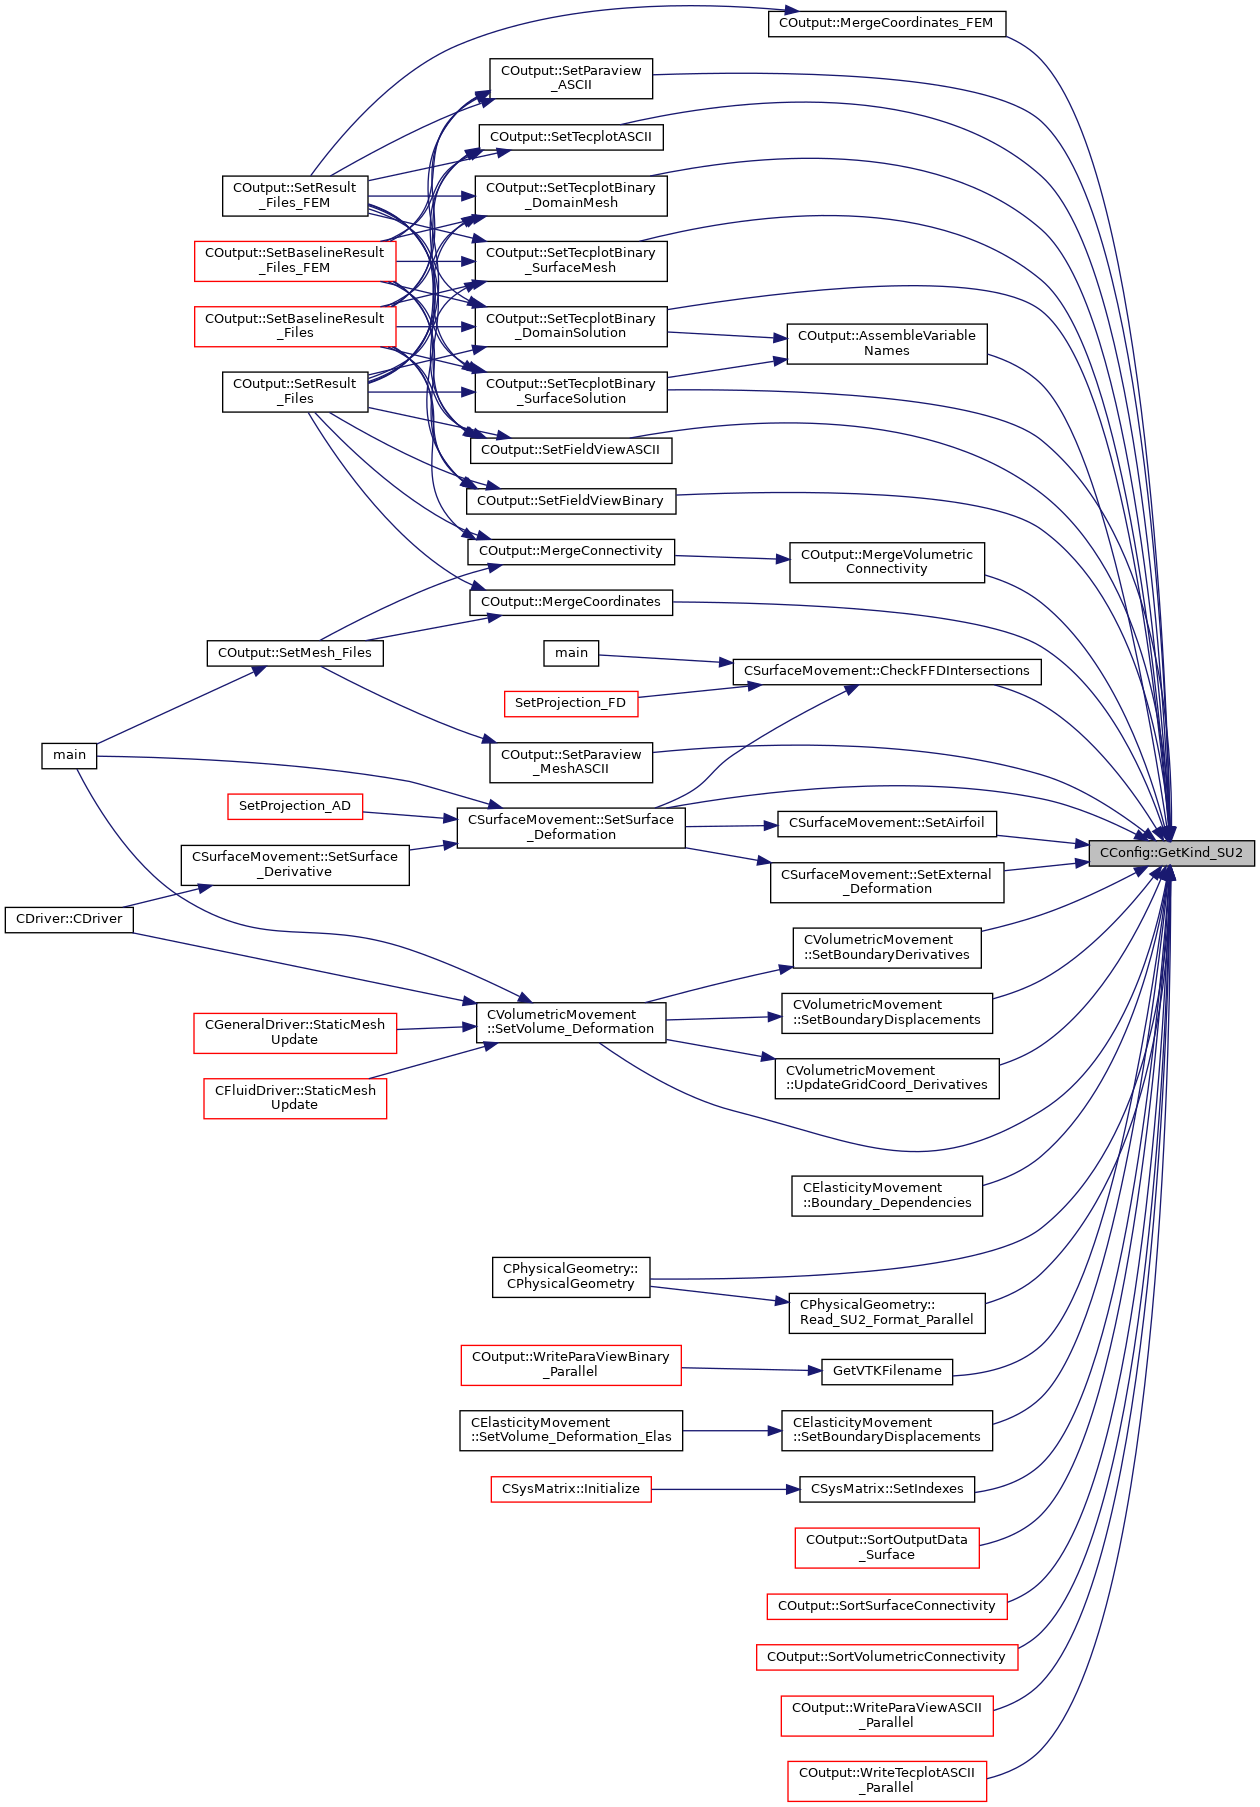 COutput::MergeCoordinates_FEM
COutput::SetParaview
_ASCII
COutput::SetTecplotASCII
COutput::SetResult
_Files_FEM
COutput::SetTecplotBinary
_DomainMesh
COutput::SetBaselineResult
_Files_FEM
COutput::SetTecplotBinary
_SurfaceMesh
COutput::SetBaselineResult
_Files
COutput::SetTecplotBinary
_DomainSolution
COutput::AssembleVariable
Names
COutput::SetResult
_Files
COutput::SetTecplotBinary
_SurfaceSolution
COutput::SetFieldViewASCII
COutput::SetFieldViewBinary
COutput::MergeConnectivity
COutput::MergeVolumetric
Connectivity
COutput::MergeCoordinates
COutput::SetMesh_Files
main
CSurfaceMovement::CheckFFDIntersections
SetProjection_FD
main
COutput::SetParaview
_MeshASCII
SetProjection_AD
CSurfaceMovement::SetSurface
_Deformation
CSurfaceMovement::SetAirfoil
CConfig::GetKind_SU2
CSurfaceMovement::SetSurface
_Derivative
CSurfaceMovement::SetExternal
_Deformation
CDriver::CDriver
CVolumetricMovement
::SetBoundaryDerivatives
CVolumetricMovement
::SetVolume_Deformation
CVolumetricMovement
::SetBoundaryDisplacements
CGeneralDriver::StaticMesh
Update
CVolumetricMovement
::UpdateGridCoord_Derivatives
CFluidDriver::StaticMesh
Update
CElasticityMovement
::Boundary_Dependencies
CPhysicalGeometry::
CPhysicalGeometry
CPhysicalGeometry::
Read_SU2_Format_Parallel
COutput::WriteParaViewBinary
_Parallel
GetVTKFilename
CElasticityMovement
::SetVolume_Deformation_Elas
CElasticityMovement
::SetBoundaryDisplacements
CSysMatrix::Initialize
CSysMatrix::SetIndexes
COutput::SortOutputData
_Surface
COutput::SortSurfaceConnectivity
COutput::SortVolumetricConnectivity
COutput::WriteParaViewASCII
_Parallel
COutput::WriteTecplotASCII
_Parallel